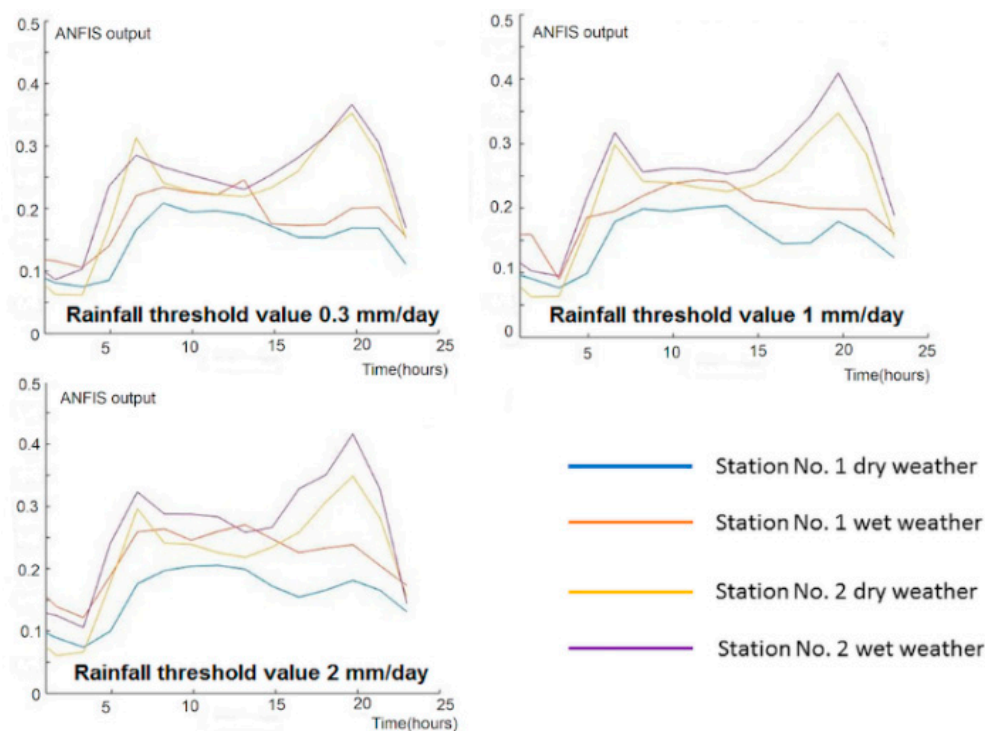 0.5
ANFIS output
0.4
0.3
0.2
0.1
0
Rainfall threshold value 0.3 mm/day
5 10 15 20 25
Time(hours)
0.5
ANFIS output
0.4
0.3
0.2
0.1
0
Rainfall threshold value 1 mm/day
5 10 15 20 25
Time(hours)
0.5
ANFIS output
0.4
0.3
0.2
0.1
0
Rainfall threshold value 2 mm/day
5 10 15 20 25
Time(hours)
Station No. 1 dry weather
Station No. 1 wet weather
Station No. 2 dry weather
Station No. 2 wet weather